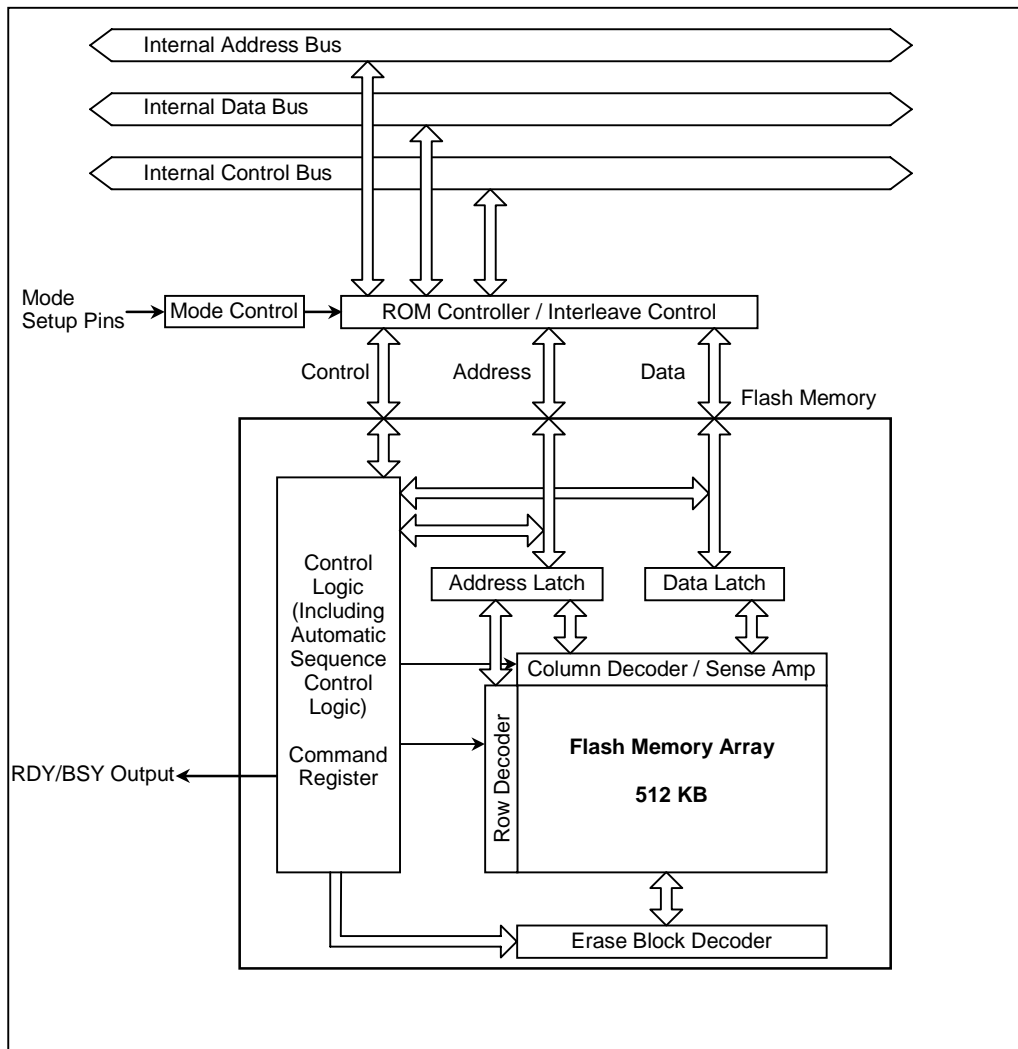 Internal Address Bus
Internal Data Bus
Internal Control Bus
Mode
Setup Pins
Mode Control
ROM Controller / Interleave Control
Control
Address
Data
Flash Memory
Control
Logic
(Including
Automatic
Sequence
Control
Logic)
Command
Register
Address Latch
Data Latch
Column Decoder / Sense Amp
Row Decoder
Flash Memory Array
512 KB
RDY/BSY Output
Erase Block Decoder